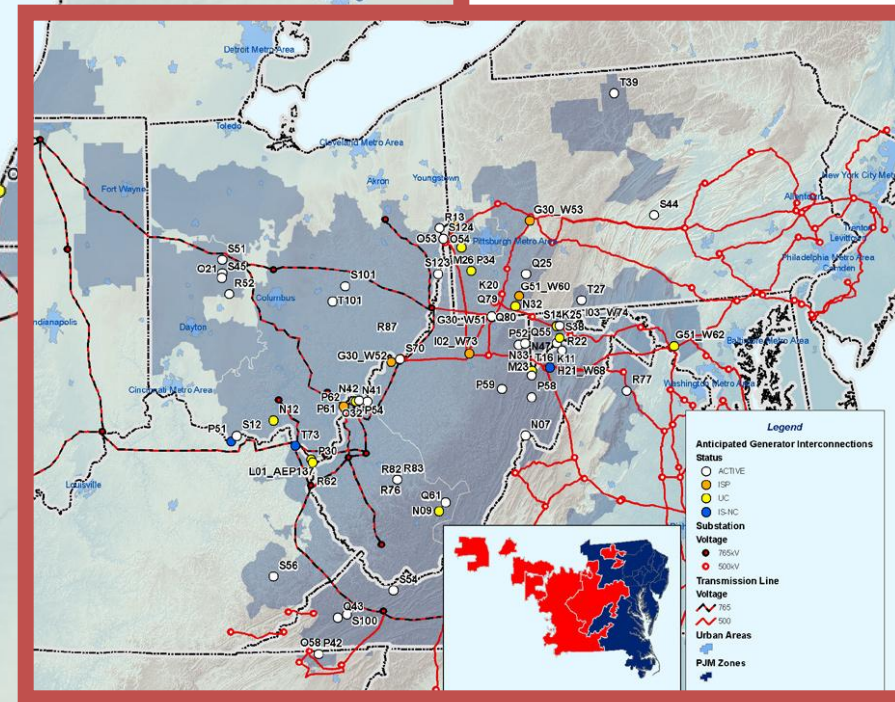 Detroit Metro Area
T39
Toledo
Cleveland Metro Area
New York City Met
Fort Wayne
Akron
Youngstown
Allentown
S44
G30_W53
R13
S124
O53
O54
Pittsburgh Metro Area
Trenton
Levittown
Philadelphia Metro Area
Camden
S51
O21
S45
R52
S123
M26
P34
Q25
S101
T101
Columbus
K20
Q79
G51_W60
N32
T27
Indianapolis
Dayton
R87
G30_W51
Q80
S18
K25
I03_W74
Q55
S38
P52
N47
R22
G51_W62
Baltimore Metro Area
G30_W52
S70
I02_W73
N33
T16
K11
M23
H21_W68
Washington Metro Area
Cincinnati Metro Area
N42
N41
P62
P61
P54
P59
P58
R77
N12
P51
S12
T73
N07
P30
L01_AEP137
R62
R82
R83
R76
Louisville
Q61
N09
S56
S54
Q43
S100
O58
P42
Legend
Anticipated Generator Interconnections
Status
ACTIVE
ISP
UC
IS-NC
Substation
Voltage
765kV
500kV
Transmission Line
Voltage
765
500
Urban Areas
PJM Zones